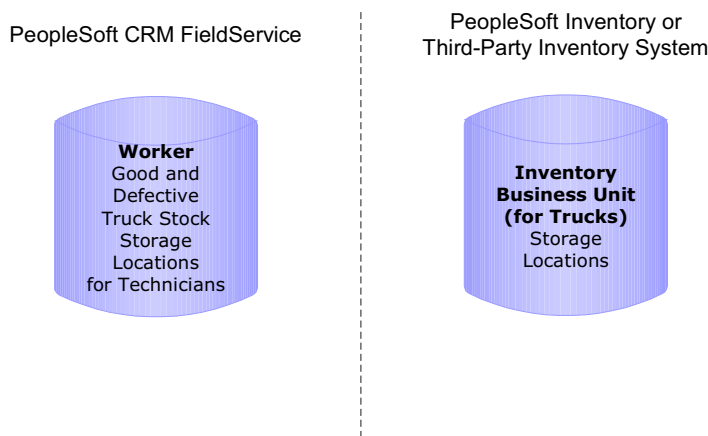 PeopleSoft CRM FieldService
PeopleSoft Inventory or
Third-Party Inventory System
Worker
Good and
Defective
Truck Stock
Storage
Locations
for Technicians
Inventory
Business Unit
(for Trucks)
Storage
Locations